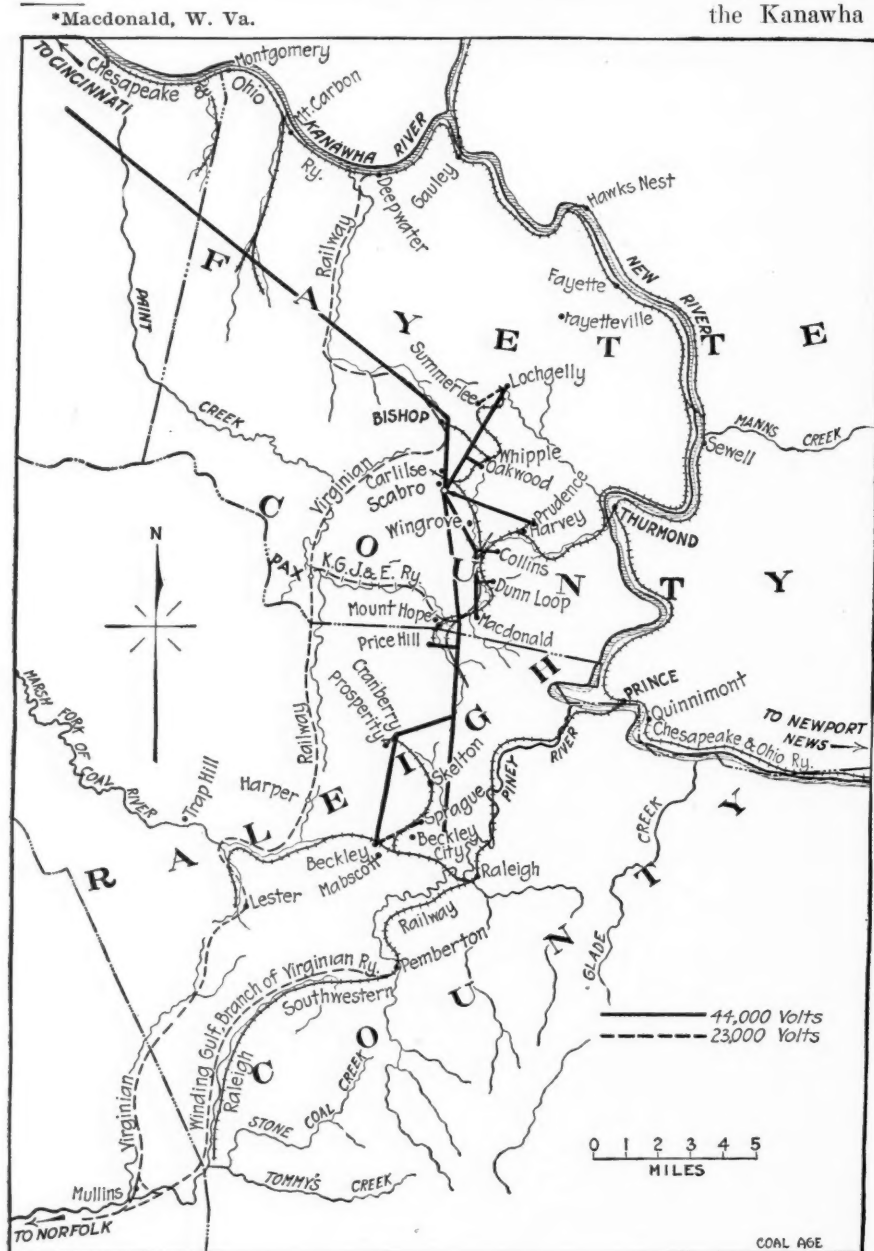 *Macdonald, W. Va.
the Kanawha
TO CINCINNATI
Chesapeake
&
Ohio
Ry.
Montgomery
Mt. Carbon
KANAWHA RIVER
Deepwater
Gauley
Hawks Nest
NEW RIVER
Fayette
Fayetteville
Railway
PAINT
CREEK
FAYETTE
COUNTY
Summerlee
Lochgelly
BISHOP
Whipple
Oakwood
Carlilse
Scabro
Virginian
Wingrove
Prudence
Harvey
Collins
Dunn Loop
Macdonald
THURMOND
Sewell
MANNS
CREEK
N
PAX
K.G.J.& E. Ry.
Mount Hope
Price Hill
Cranberry
Prosperity
Railway
Skelton
Sprague
Beckley City
Harper
Trap Hill
MARSH FORK OF COAL RIVER
RALEIGH
COUNTY
PRINCE
Quinnimont
Chesapeake & Ohio Ry.
TO NEWPORT
NEWS
PINEY
RIVER
GLADE
CREEK
Beckley
Mabscott
Raleigh
Lester
Railway
Pemberton
Winding Gulf Branch of Virginian Ry.
Raleigh
Southwestern
Virginian
STONE COAL CREEK
TOMMY'S CREEK
Mullins
TO NORFOLK
44,000 Volts
23,000 Volts
0 1 2 3 4 5
MILES
COAL AGE